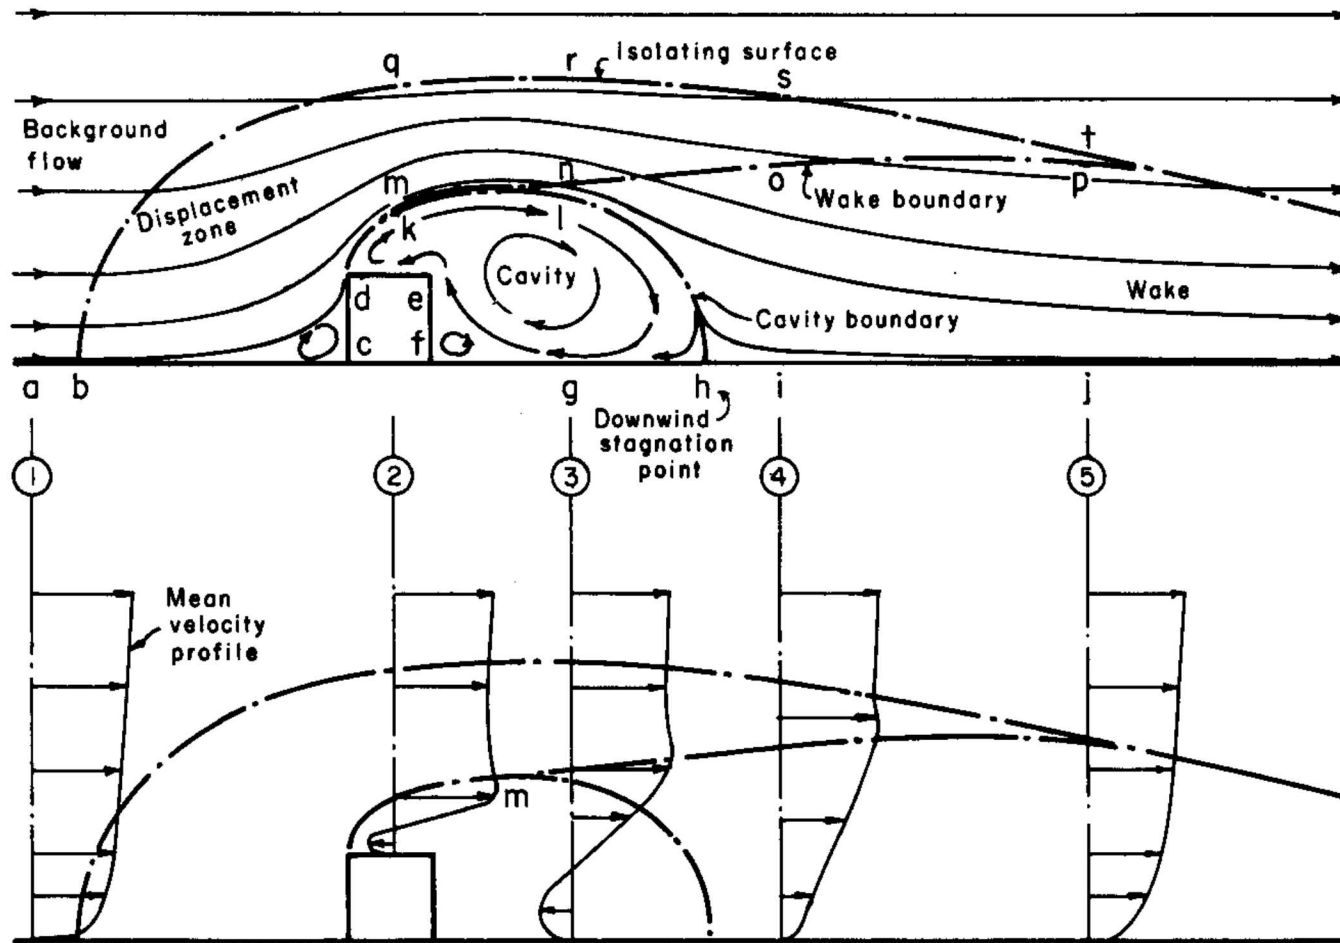 q
r
Isolating surface
s
Background
flow
t
m
n
o
p
Displacement
zone
Wake boundary
k
l
Cavity
Wake
d
e
Cavity boundary
c
f
a
b
g
h
i
j
Downwind
stagnation
point
1
2
3
4
5
Mean
velocity
profile
m